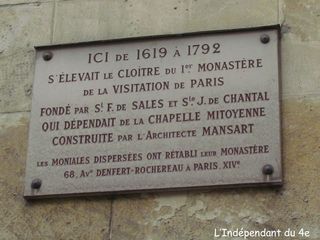 ICI DE 1619 À 1792
S'ÉLEVAIT LE CLOÎTRE DU 1ER MONASTÈRE
DE LA VISITATION DE PARIS
FONDÉ PAR ST F. DE SALES ET STE J. DE CHANTAL
QUI DÉPENDAIT DE LA CHAPELLE MITOYENNE
CONSTRUITE PAR L'ARCHITECTE MANSART
LES MONIALES DISPERSÉES ONT RÉTABLI LEUR MONASTÈRE
68, AVE DENFERT-ROCHEREAU À PARIS. XIVE
L'Indépendant du 4e